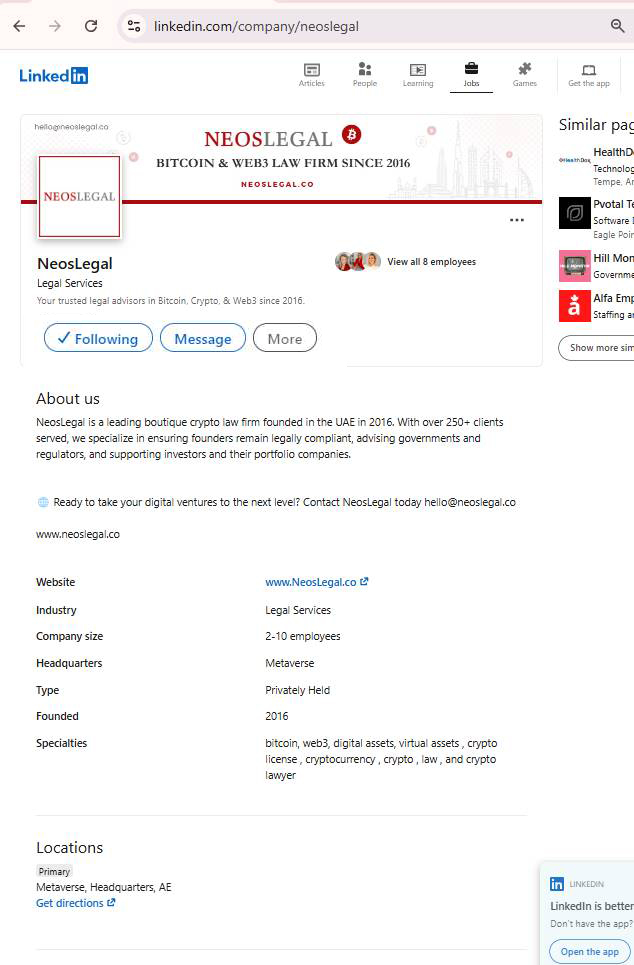 linkedin.com/company/neoslegal
Linkedin
Articles
People
Learning
Jobs
Games
Get the app
hello@neoslegal.co
NEOSLEGAL
BITCOIN & WEB3 LAW FIRM SINCE 2016
NEOSLEGAL.CO
NEOSLEGAL
NeosLegal
Legal Services
Your trusted legal advisors in Bitcoin, Crypto, & Web3 since 2016.
View all 8 employees
Following
Message
More
Similar pag
HealthDo
Technolog
Tempe, Ar
Pvotal Te
Software D
Eagle Poin
Hill Mon
Governme
Alfa Emp
Staffing ar
Show more sim
About us
NeosLegal is a leading boutique crypto law firm founded in the UAE in 2016. With over 250+ clients
served, we specialize in ensuring founders remain legally compliant, advising governments and
regulators, and supporting investors and their portfolio companies.
Ready to take your digital ventures to the next level? Contact NeosLegal today hello@neoslegal.co
www.neoslegal.co
Website www.NeosLegal.co
Industry Legal Services
Company size 2-10 employees
Headquarters Metaverse
Type Privately Held
Founded 2016
Specialties bitcoin, web3, digital assets, virtual assets , crypto
license , cryptocurrency , crypto , law , and crypto
lawyer
Locations
Primary
Metaverse, Headquarters, AE
Get directions
LINKEDIN
LinkedIn is better
Don't have the app?
Open the app